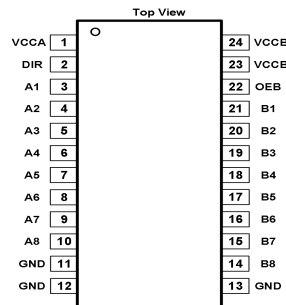 Top View
VCCA 1 24 VCCB
DIR 2 23 VCCB
A1 3 22 OEB
A2 4 21 B1
A3 5 20 B2
A4 6 19 B3
A5 7 18 B4
A6 8 17 B5
A7 9 16 B6
A8 10 15 B7
GND 11 14 B8
GND 12 13 GND